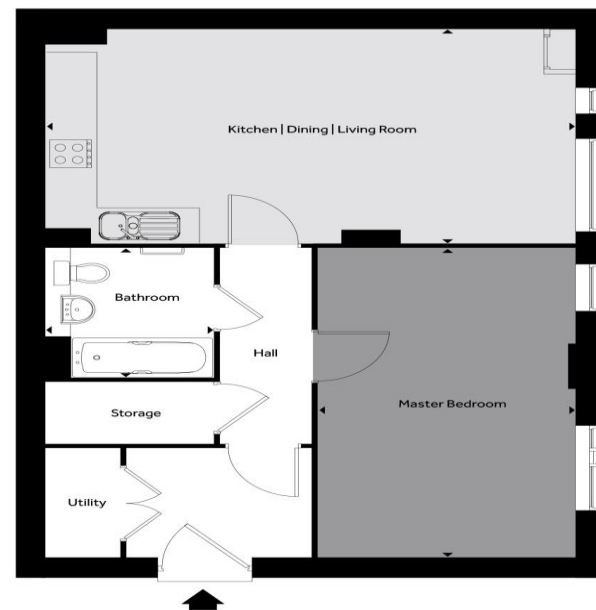 Kitchen | Dining | Living Room
Bathroom
Hall
Master Bedroom
Storage
Utility